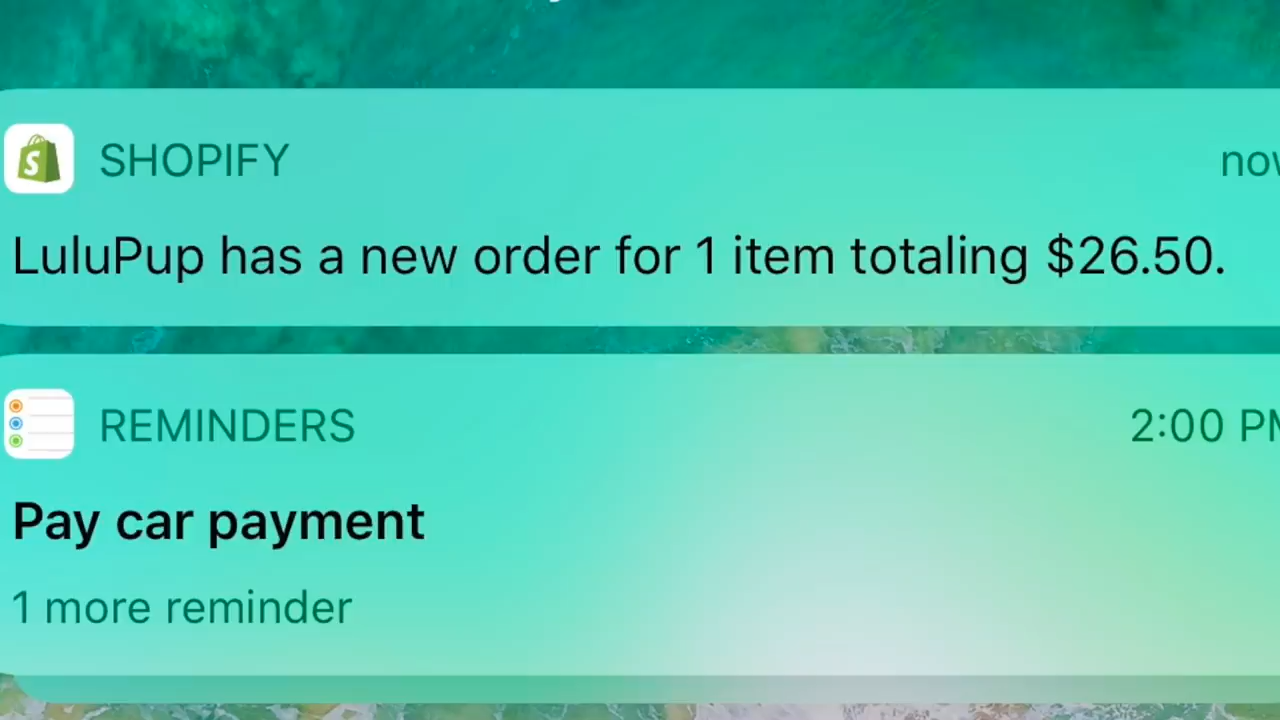 SHOPIFY
LuluPup has a new order for 1 item totaling $26.50.
REMINDERS
2:00
Pay car payment
1 more reminder